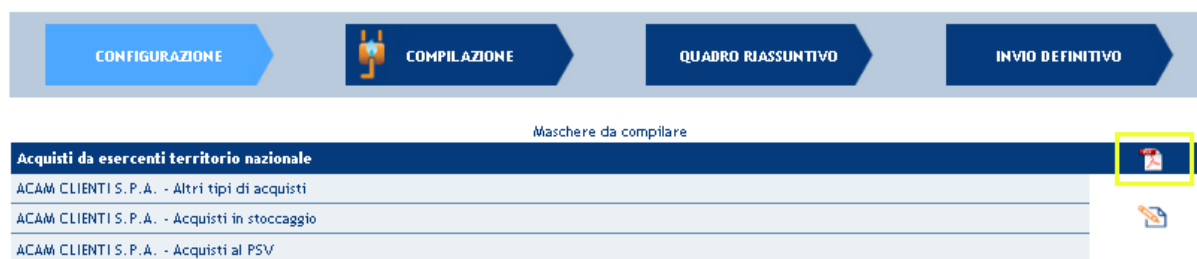 CONFIGURAZIONE
COMPILAZIONE
QUADRO RIASSUNTIVO
INVIO DEFINITIVO
Maschere da compilare
Acquisti da esercenti territorio nazionale
ACAM CLIENTI S.P.A. - Altri tipi di acquisti
ACAM CLIENTI S.P.A. - Acquisti in stoccaggio
ACAM CLIENTI S.P.A. - Acquisti al PSV